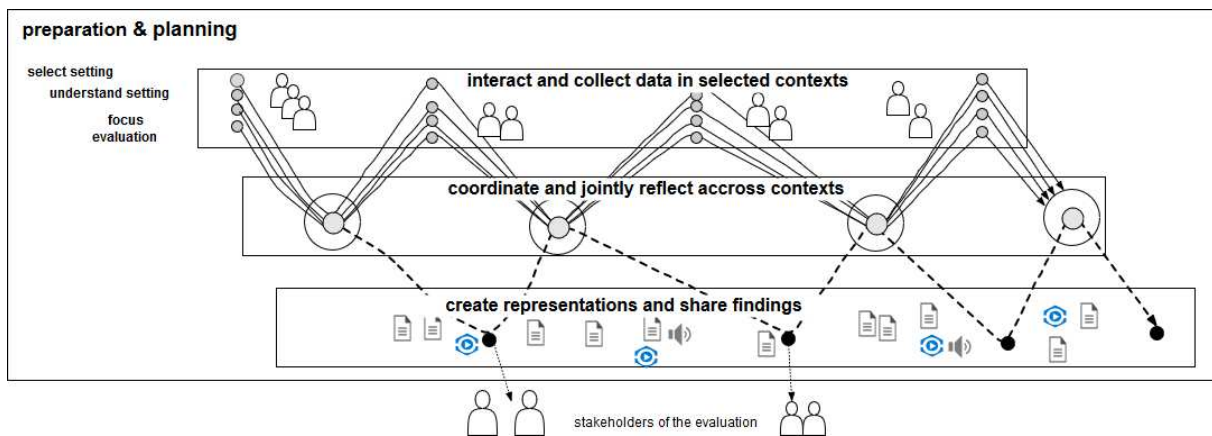 preparation & planning
select setting
understand setting
focus
evaluation
interact and collect data in selected contexts
coordinate and jointly reflect accross contexts
create representations and share findings
stakeholders of the evaluation